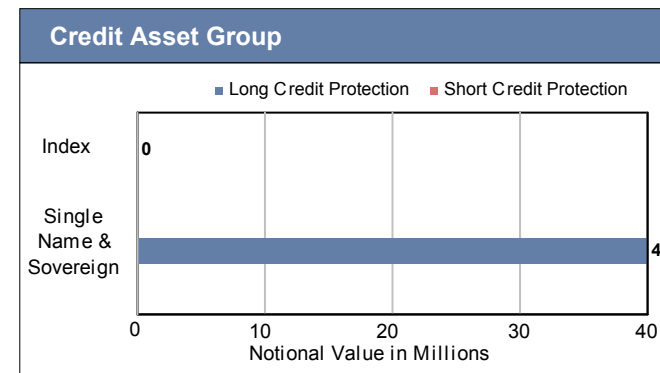 Credit Asset Group
Long Credit Protection Short Credit Protection
Index
0
Single
Name &
Sovereign
4
0 10 20 30 40
Notional Value in Millions